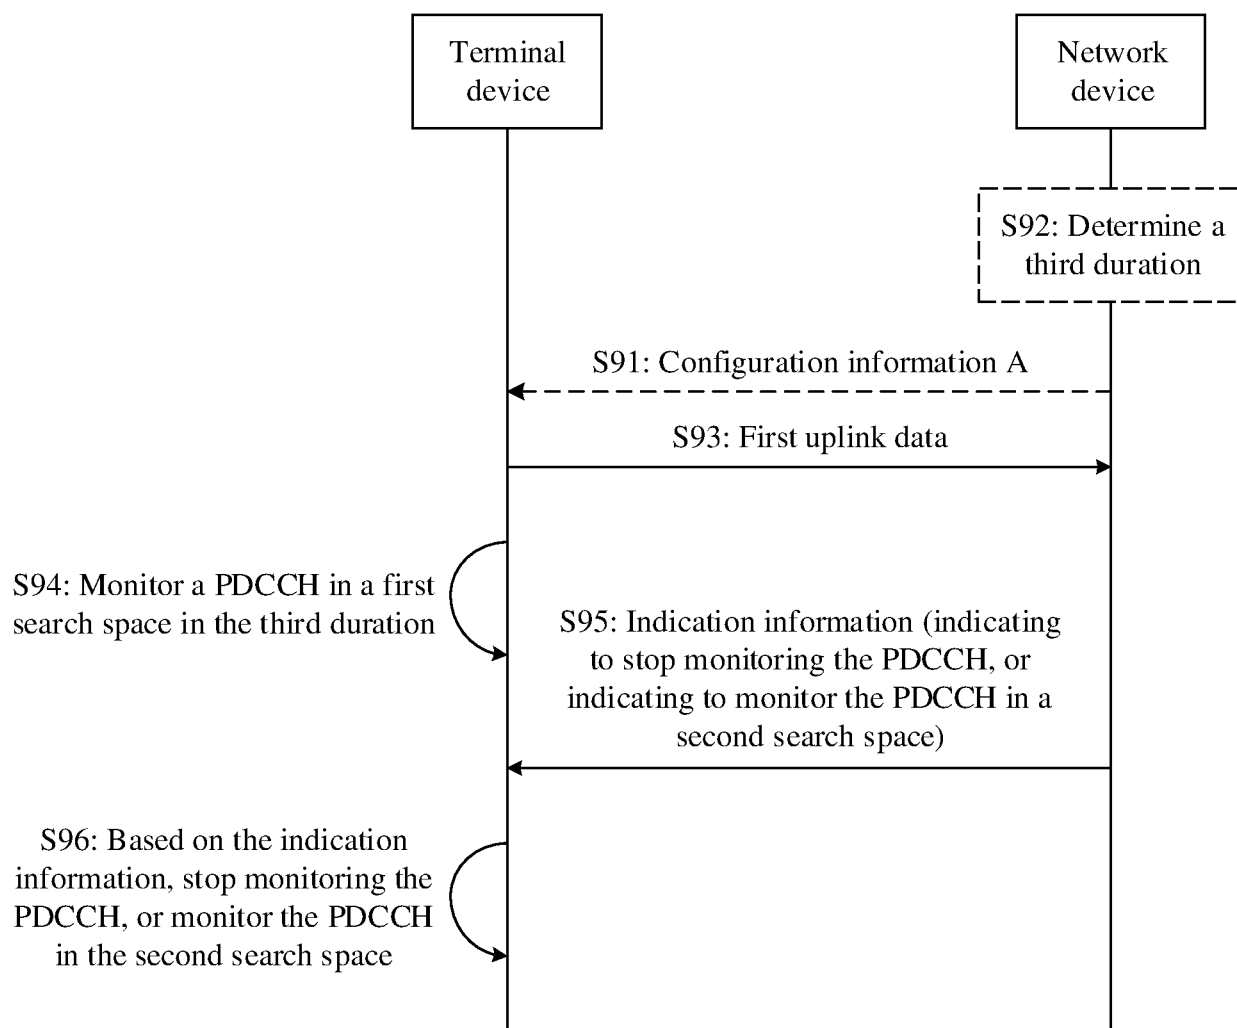 Terminal
device
Network
device
S92: Determine a
third duration
S91: Configuration information A
S93: First uplink data
S94: Monitor a PDCCH in a first
search space in the third duration
S95: Indication information (indicating
to stop monitoring the PDCCH, or
indicating to monitor the PDCCH in a
second search space)
S96: Based on the indication
information, stop monitoring the
PDCCH, or monitor the PDCCH
in the second search space